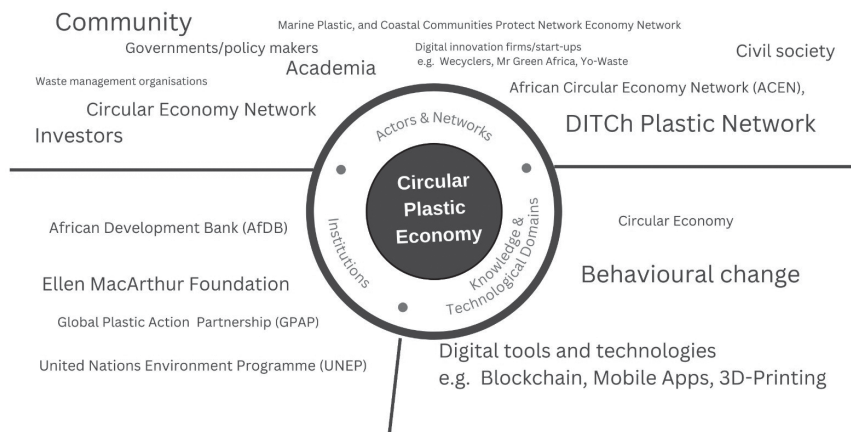 Community
Marine Plastic, and Coastal Communities Protect Network Economy Network
Governments/policy makers
Digital innovation firms/start-ups
e.g. Wecyclers, Mr Green Africa, Yo-Waste
Civil society
Academia
Waste management organisations
African Circular Economy Network (ACEN),
Circular Economy Network
DITCh Plastic Network
Investors
Actors & Networks
Circular
Plastic
Economy
Institutions
Knowledge &
Technological Domains
African Development Bank (AfDB)
Ellen MacArthur Foundation
Global Plastic Action Partnership (GPAP)
United Nations Environment Programme (UNEP)
Circular Economy
Behavioural change
Digital tools and technologies
e.g. Blockchain, Mobile Apps, 3D-Printing